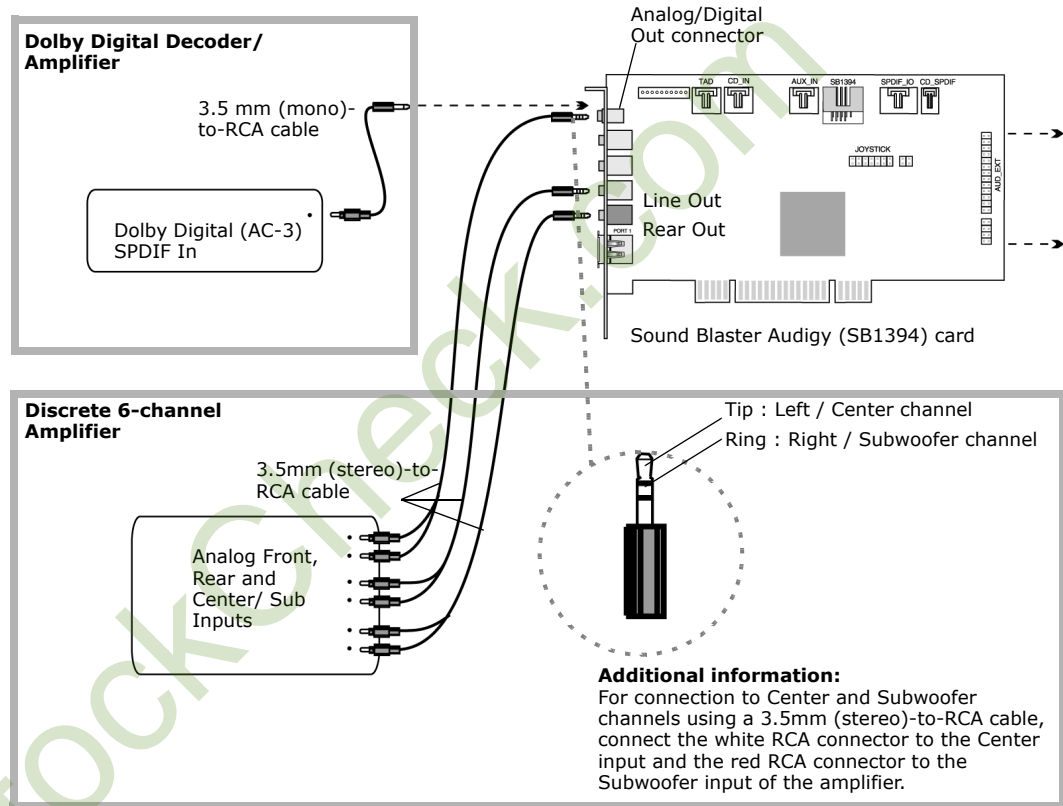 Analog/Digital
Out connector
Dolby Digital Decoder/
Amplifier
3.5 mm (mono)-
to-RCA cable
Dolby Digital (AC-3)
SPDIF In
TAD
CD_IN
AUX_IN
SB1394
SPDIF_IO
CD_SPDIF
JOYSTICK
AUD_EXT
Line Out
Rear Out
PORT 1
Sound Blaster Audigy (SB1394) card
Discrete 6-channel
Amplifier
3.5mm (stereo)-to-
RCA cable
Analog Front,
Rear and
Center/ Sub
Inputs
Tip : Left / Center channel
Ring : Right / Subwoofer channel
Additional information:
For connection to Center and Subwoofer
channels using a 3.5mm (stereo)-to-RCA cable,
connect the white RCA connector to the Center
input and the red RCA connector to the
Subwoofer input of the amplifier.
tockCheck.com